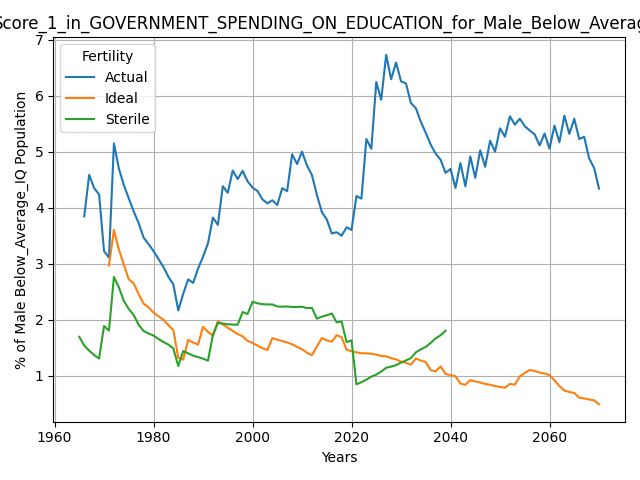 Score_1_in_GOVERNMENT_SPENDING_ON_EDUCATION_for_Male_Below_Averag
Fertility
Actual
Ideal
Sterile
7
6
5
4
3
2
1
% of Male Below_Average_IQ Population
1960
1980
2000
2020
2040
2060
Years